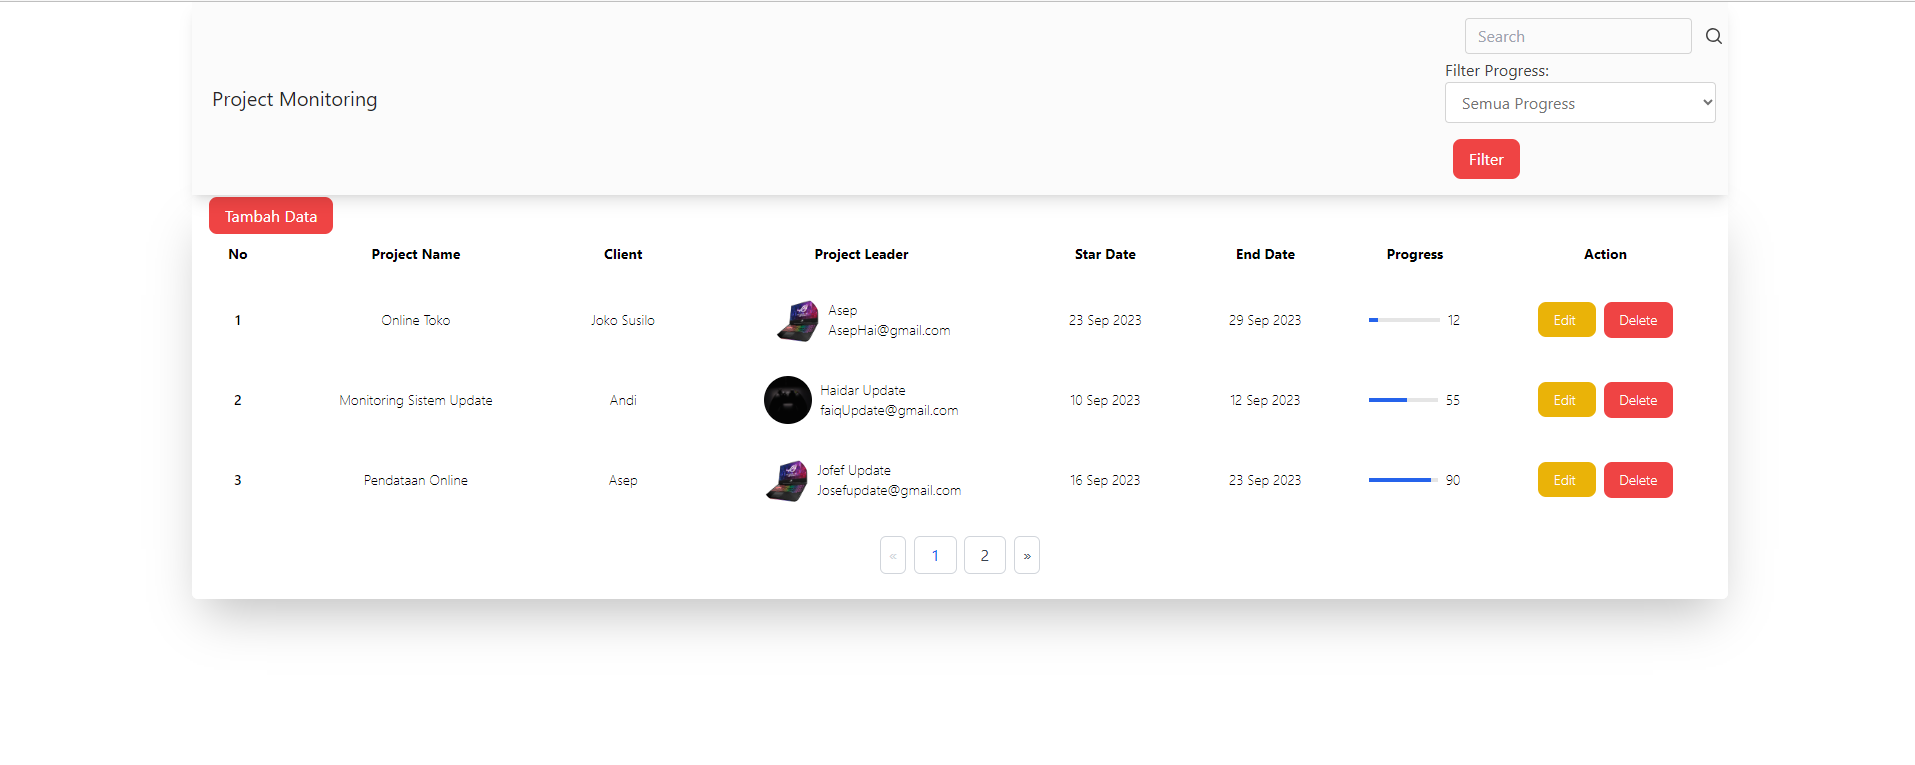 Search
Filter Progress:
Project Monitoring
Semua Progress
Filter
Tambah Data
No Project Name Client Project Leader Star Date End Date Progress Action
1 Online Toko Joko Susilo Asep 23 Sep 2023 29 Sep 2023 12 Edit Delete
AsepHai@gmail.com
2 Monitoring Sistem Update Andi Haidar Update 10 Sep 2023 12 Sep 2023 55 Edit Delete
faiqUpdate@gmail.com
3 Pendataan Online Asep Jofef Update 16 Sep 2023 23 Sep 2023 90 Edit Delete
Josefupdate@gmail.com
« 1 2 »